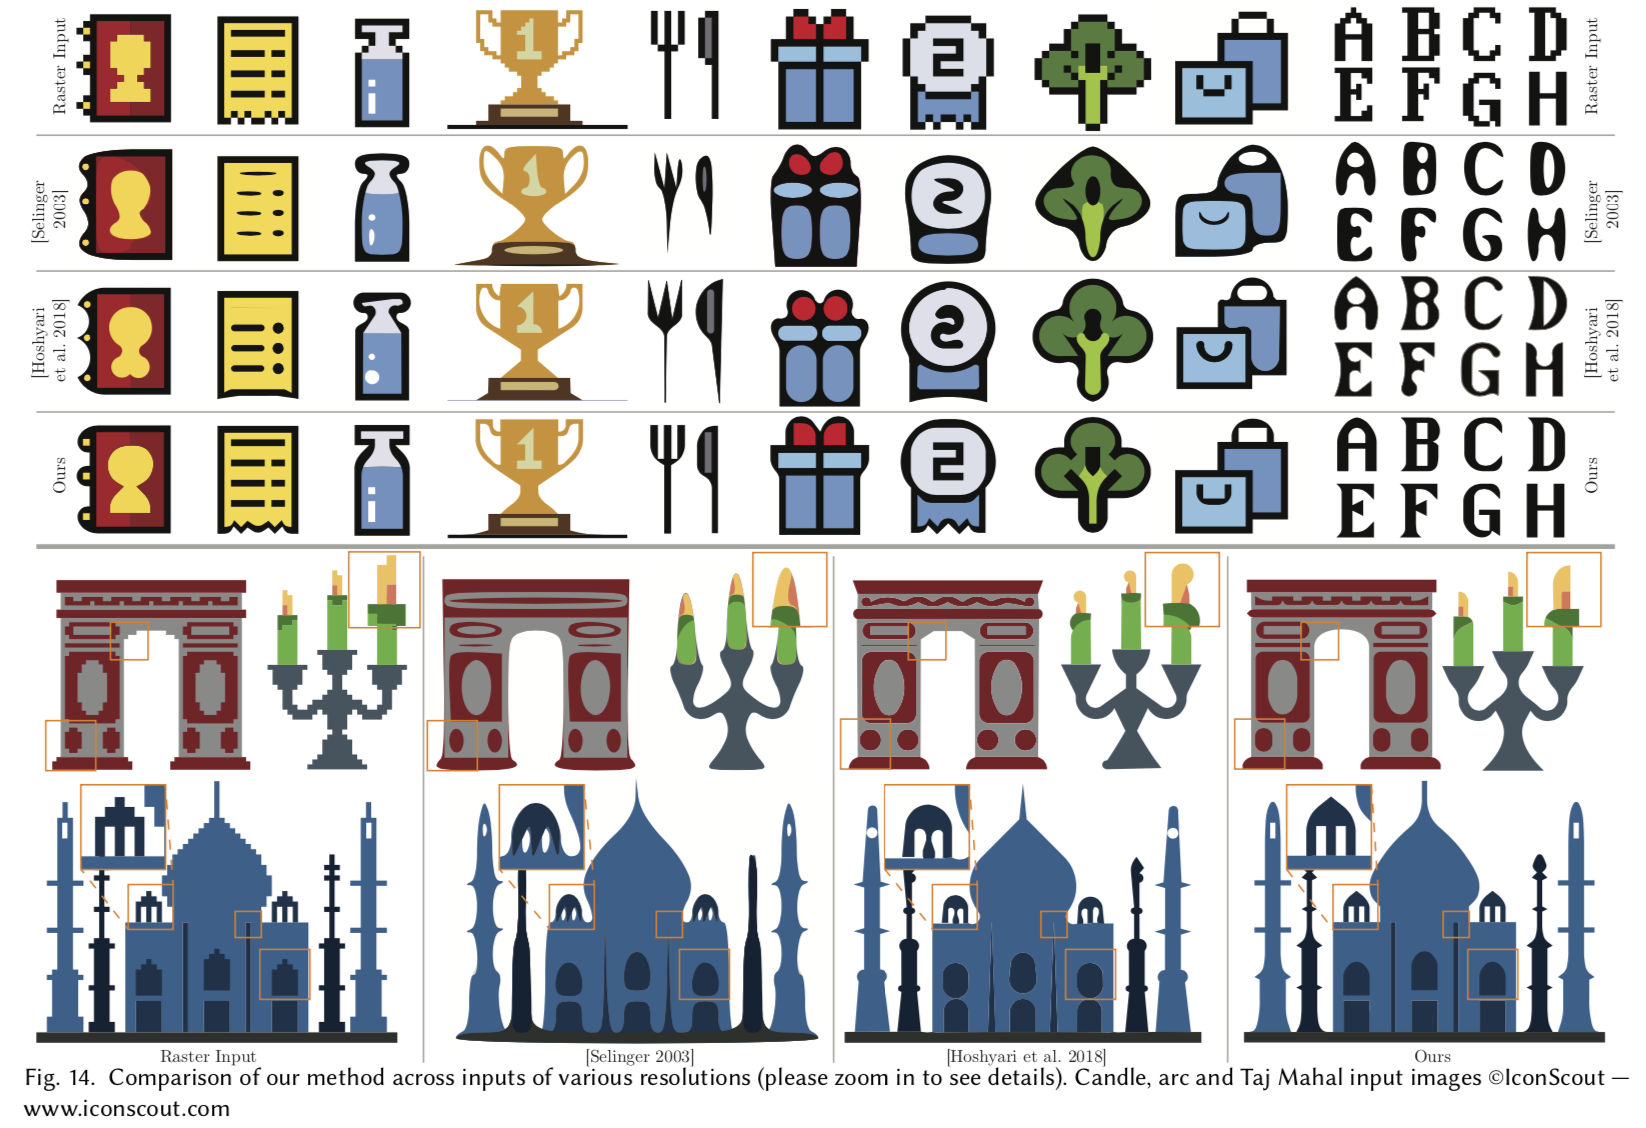 Raster Input
1
2
A B C D
E F G H
Raster Input
[Selinger
2003]
1
2
A B C D
E F G H
[Selinger
2003]
[Hoshyari
et al. 2018]
1
2
A B C D
E F G H
[Hoshyari
et al. 2018]
Ours
1
2
A B C D
E F G H
Ours
Raster Input
[Selinger 2003]
[Hoshyari et al. 2018]
Ours
Fig. 14. Comparison of our method across inputs of various resolutions (please zoom in to see details). Candle, arc and Taj Mahal input images ©IconScout —
www.iconscout.com